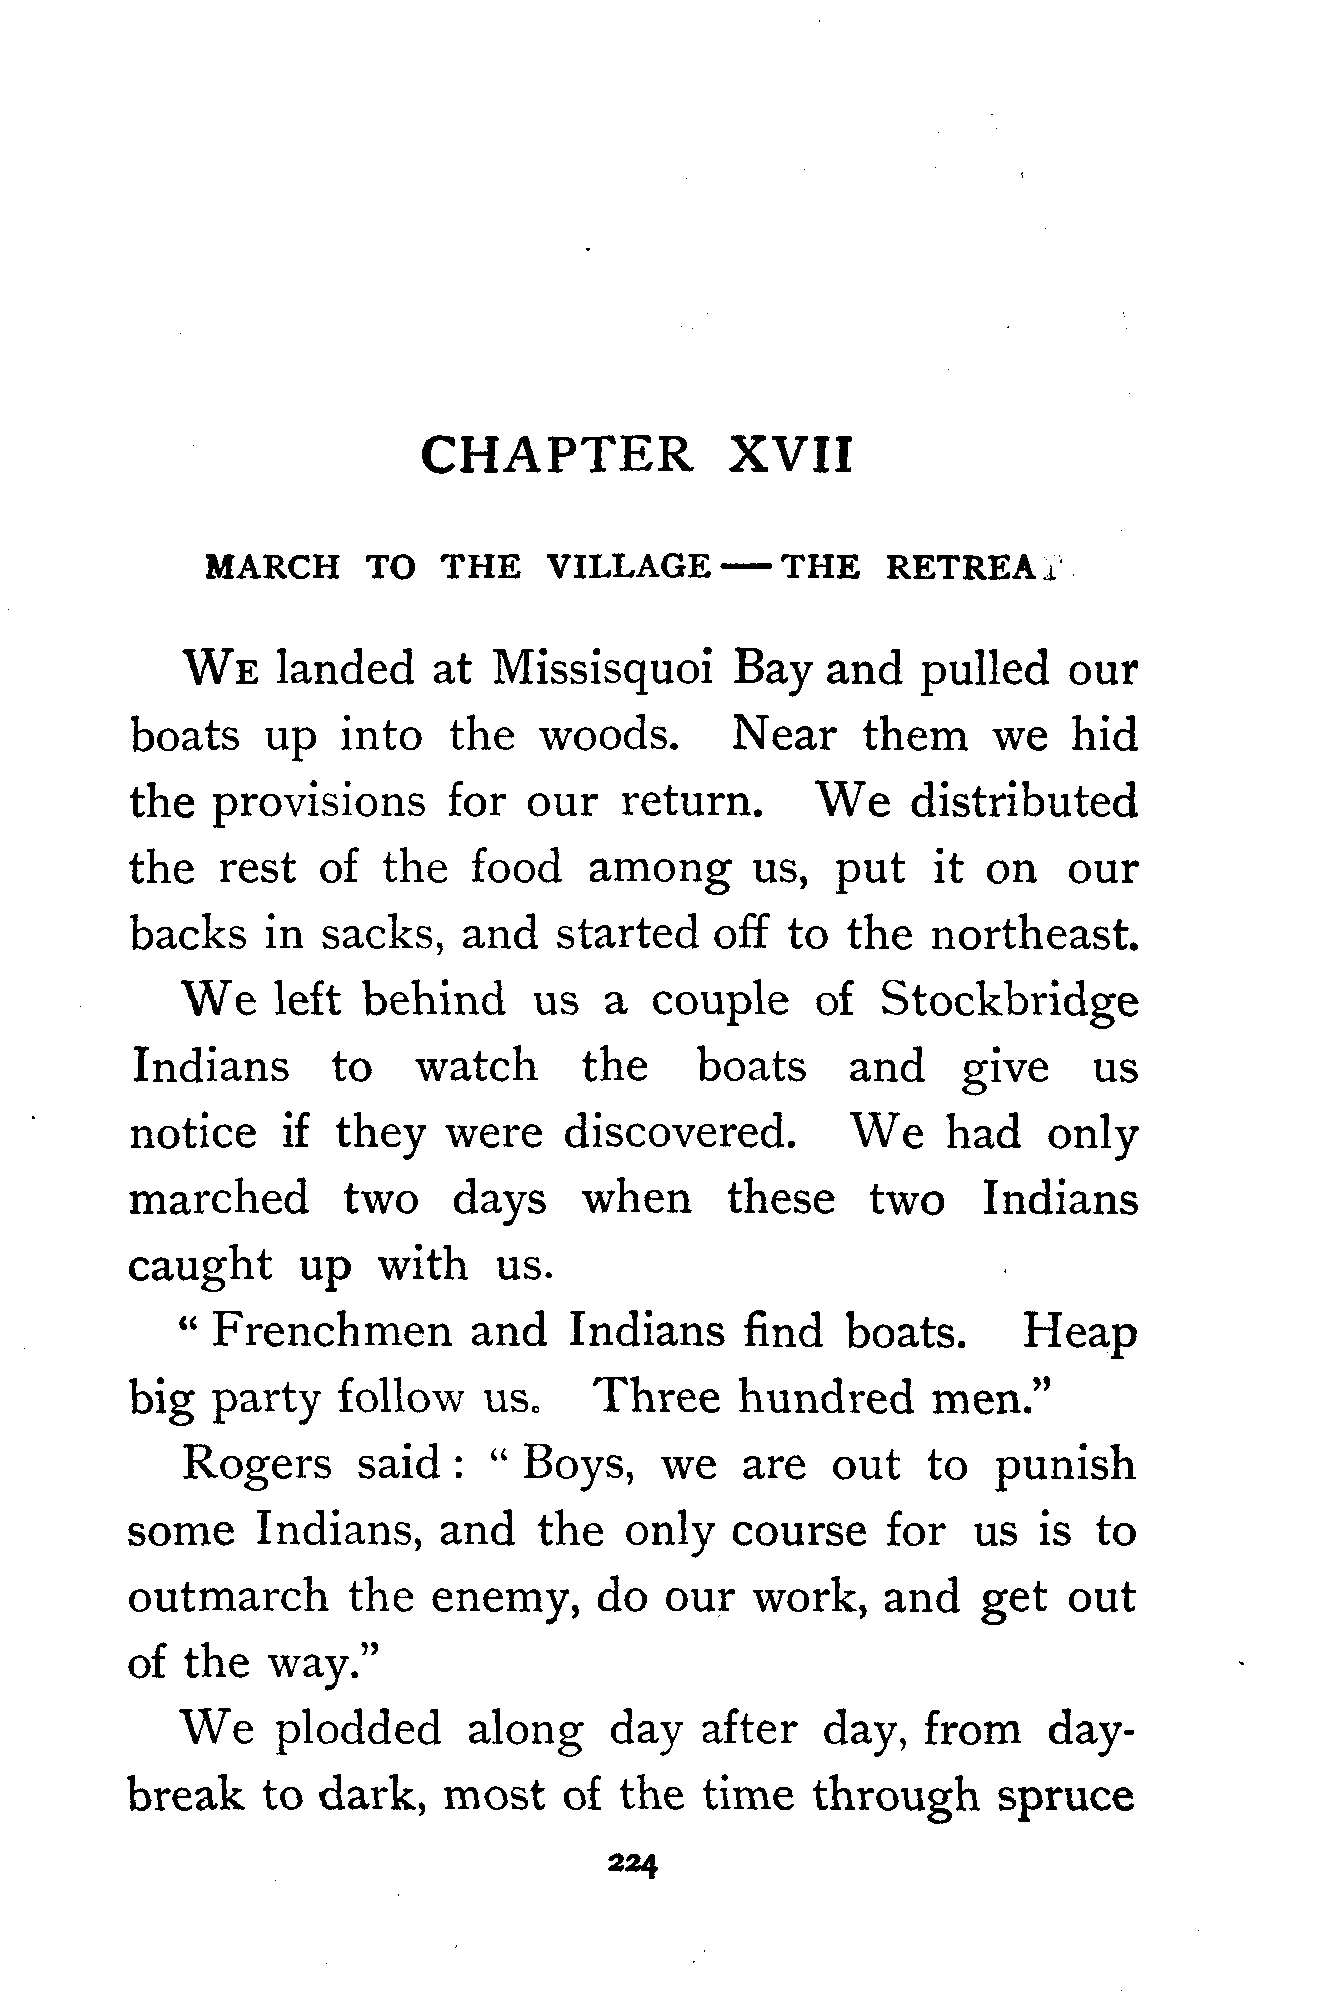 CHAPTER XVII
MARCH TO THE VILLAGE — THE RETREAT
WE landed at Missisquoi Bay and pulled our
boats up into the woods. Near them we hid
the provisions for our return. We distributed
the rest of the food among us, put it on our
backs in sacks, and started off to the northeast.
We left behind us a couple of Stockbridge
Indians to watch the boats and give us
notice if they were discovered. We had only
marched two days when these two Indians
caught up with us.
“ Frenchmen and Indians find boats. Heap
big party follow us. Three hundred men.”
Rogers said : “ Boys, we are out to punish
some Indians, and the only course for us is to
outmarch the enemy, do our work, and get out
of the way.”
We plodded along day after day, from day-
break to dark, most of the time through spruce
224